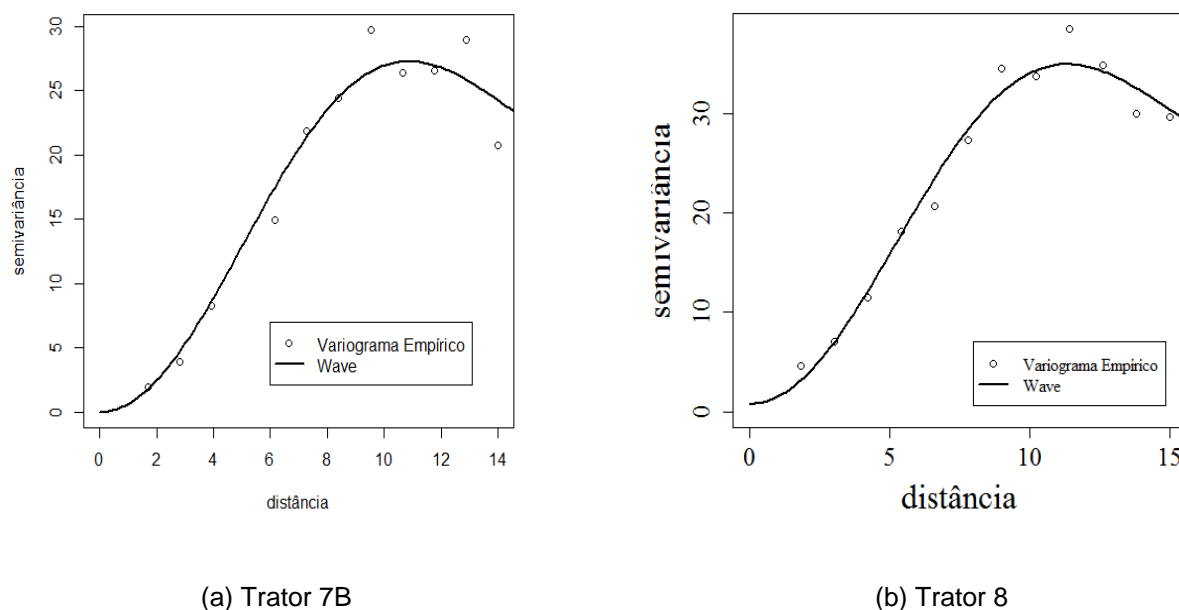 semivariância
30
25
20
15
10
5
0
Variograma Empírico
Wave
0 2 4 6 8 10 12 14
distância
(a) Trator 7B
semivariância
30
20
10
0
Variograma Empírico
Wave
0 5 10 15
distância
(b) Trator 8